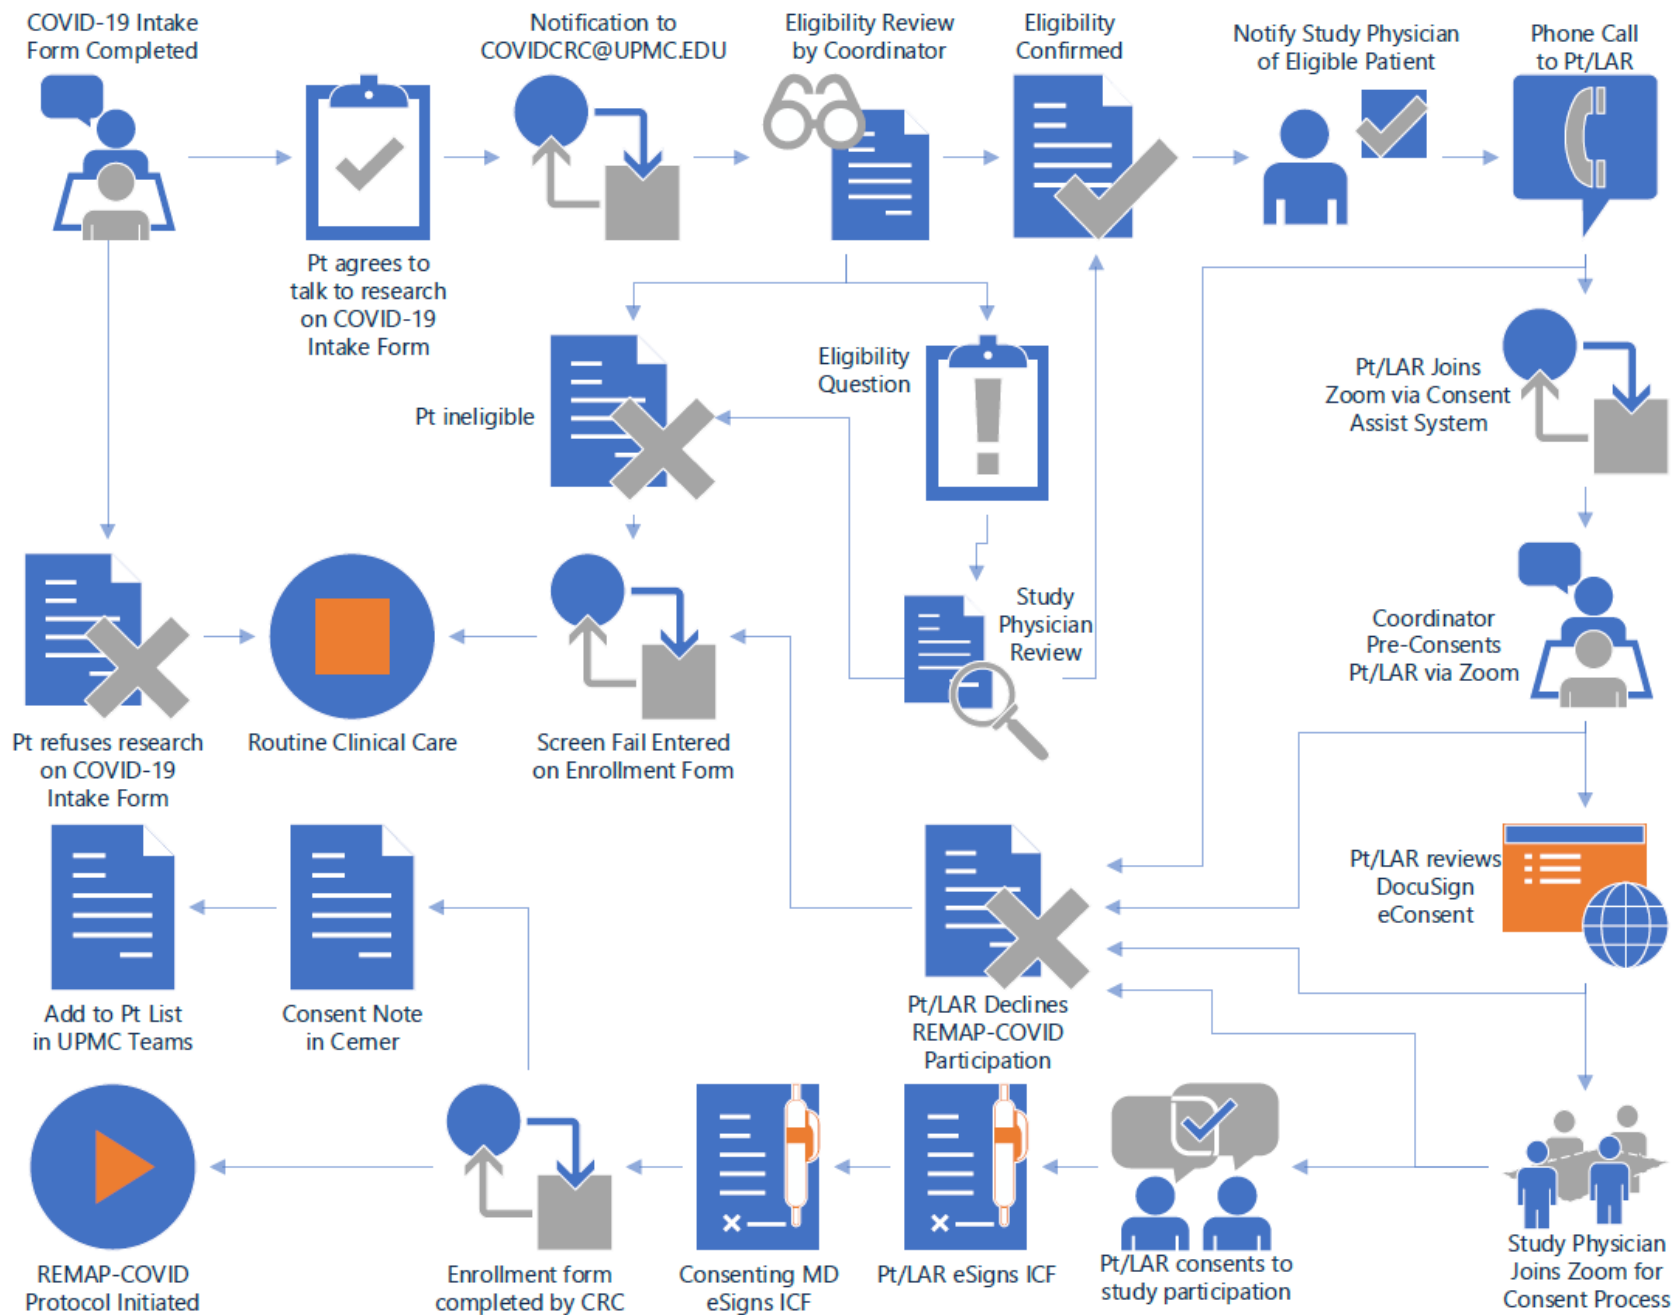 COVID-19 Intake
Form Completed
Notification to
COVIDCRC@UPMC.EDU
Eligibility Review
by Coordinator
Eligibility
Confirmed
Notify Study Physician
of Eligible Patient
Phone Call
to Pt/LAR
Pt agrees to
talk to research
on COVID-19
Intake Form
Eligibility
Question
Pt ineligible
Pt/LAR Joins
Zoom via Consent
Assist System
Study
Physician
Review
Coordinator
Pre-Consents
Pt/LAR via Zoom
Pt refuses research
on COVID-19
Intake Form
Routine Clinical Care
Screen Fail Entered
on Enrollment Form
Pt/LAR reviews
DocuSign
eConsent
Add to Pt List
in UPMC Teams
Consent Note
in Cerner
Pt/LAR Declines
REMAP-COVID
Participation
REMAP-COVID
Protocol Initiated
Enrollment form
completed by CRC
Consenting MD
eSigns ICF
Pt/LAR eSigns ICF
Pt/LAR consents to
study participation
Study Physician
Joins Zoom for
Consent Process